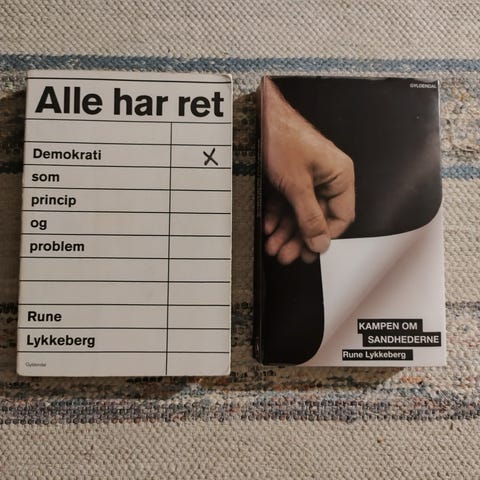 Alle har ret
Demokrati X
som
princip
og
problem
Rune
Lykkeberg
Gyldendal
GYLDENDAL
KAMPEN OM
SANDHEDERNE
Rune Lykkeberg